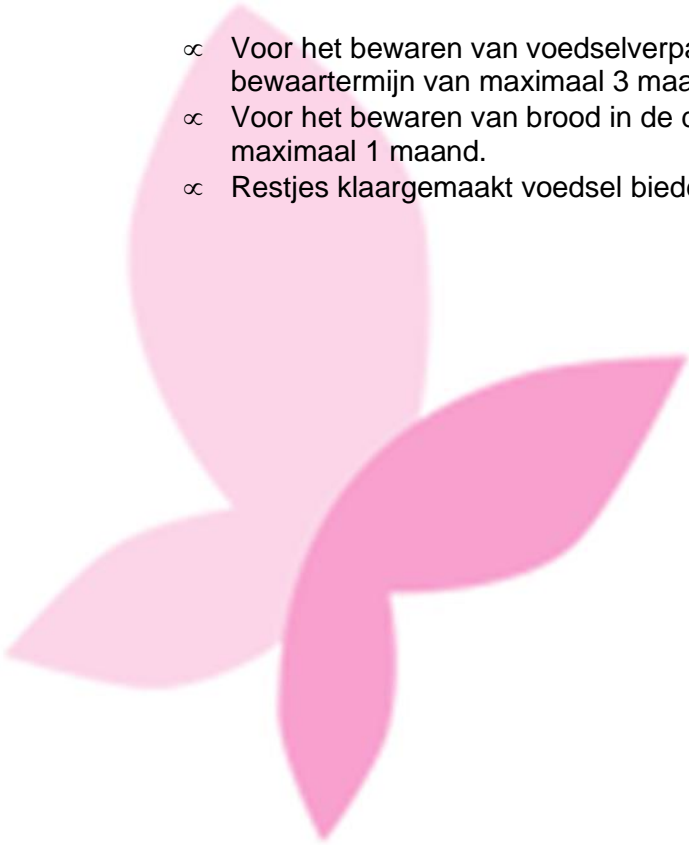 ∝ Voor het bewaren van voedselverpa
bewaartermijn van maximaal 3 maa
∝ Voor het bewaren van brood in de d
maximaal 1 maand.
∝ Restjes klaargemaakt voedsel biede